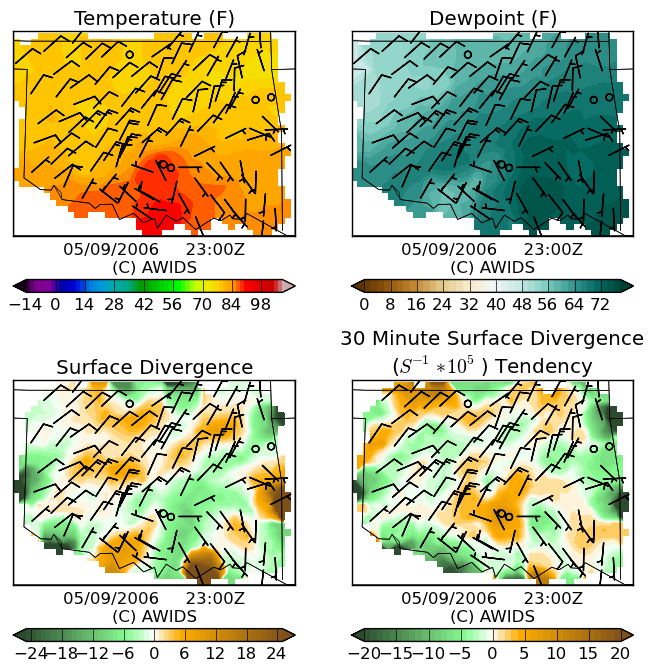 Temperature (F)
Dewpoint (F)
05/09/2006 23:00Z
(C) AWIDS
05/09/2006 23:00Z
(C) AWIDS
−14 0 14 28 42 56 70 84 98
0 8 16 24 32 40 48 56 64 72
Surface Divergence
30 Minute Surface Divergence
(S⁻¹ *10⁵ ) Tendency
05/09/2006 23:00Z
(C) AWIDS
05/09/2006 23:00Z
(C) AWIDS
−24 −18 −12 −6 0 6 12 18 24
−20 −15 −10 −5 0 5 10 15 20